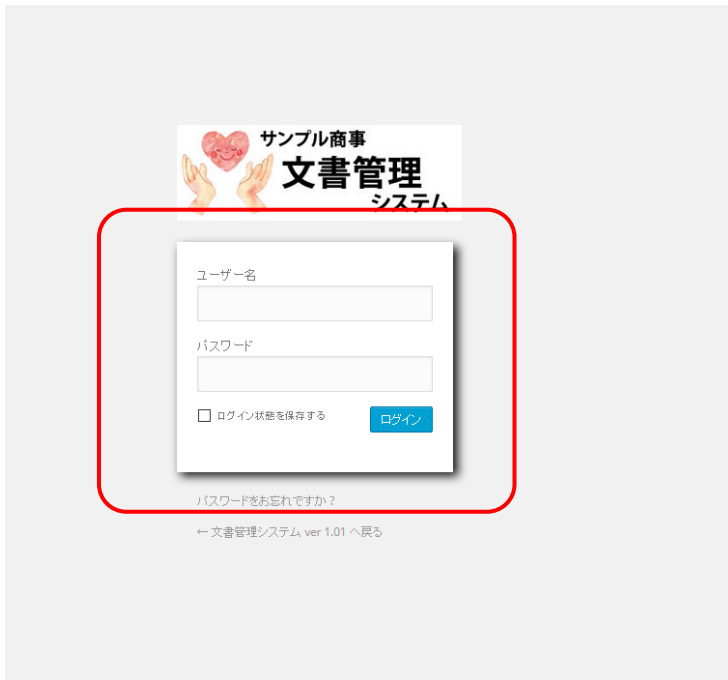 サンプル商事
文書管理
システム
ユーザー名
パスワード
ログイン状態を保存する
ログイン
パスワードをお忘れですか ?
← 文書管理システム ver 1.01 へ戻る